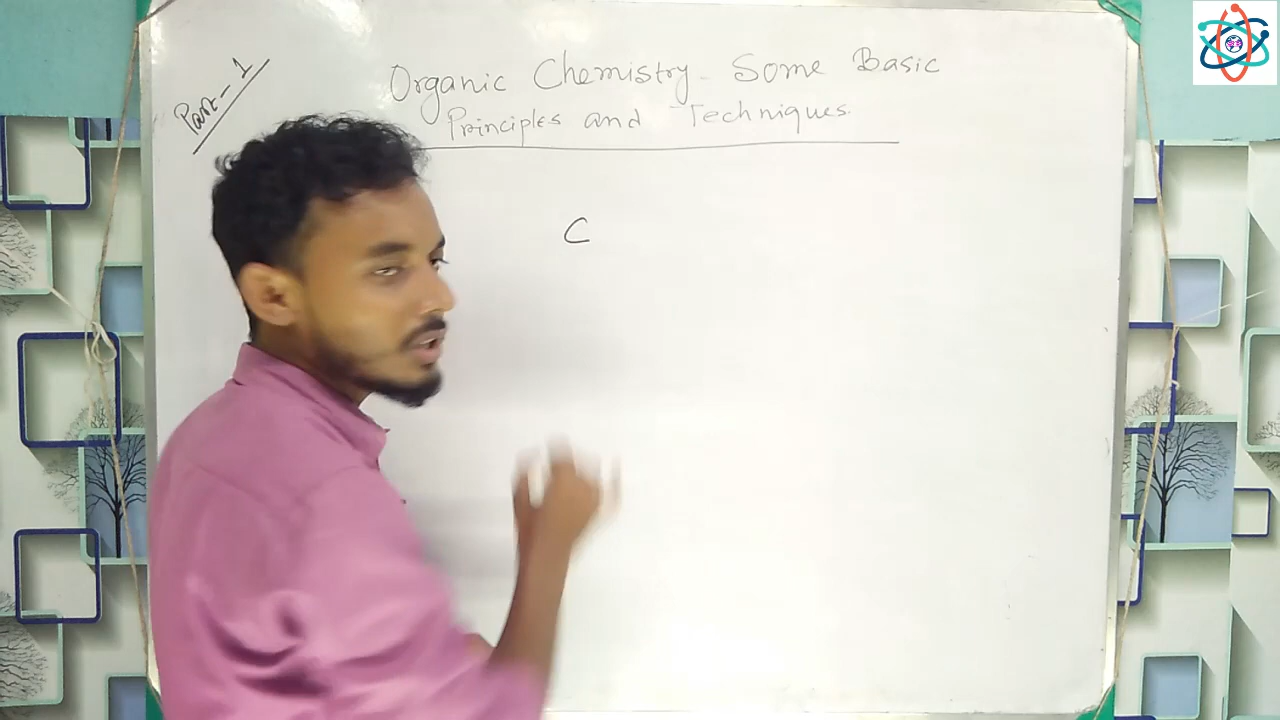 Part-1
Organic Chemistry - Some Basic
Principles and Techniques.
C